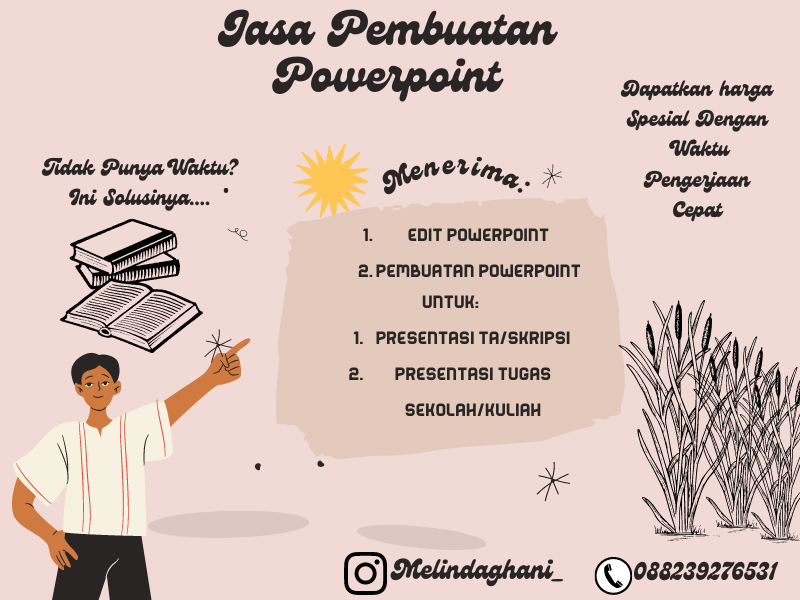 Jasa Pembuatan
Powerpoint
Dapatkan harga
Spesial Dengan
Waktu
Pengerjaan
Cepat
Tidak Punya Waktu?
Ini Solusinya....
Menerima:
1. EDIT POWERPOINT
2. PEMBUATAN POWERPOINT
UNTUK:
1. PRESENTASI TA/SKRIPSI
2. PRESENTASI TUGAS
SEKOLAH/KULIAH
Melindaghani_
088239276531